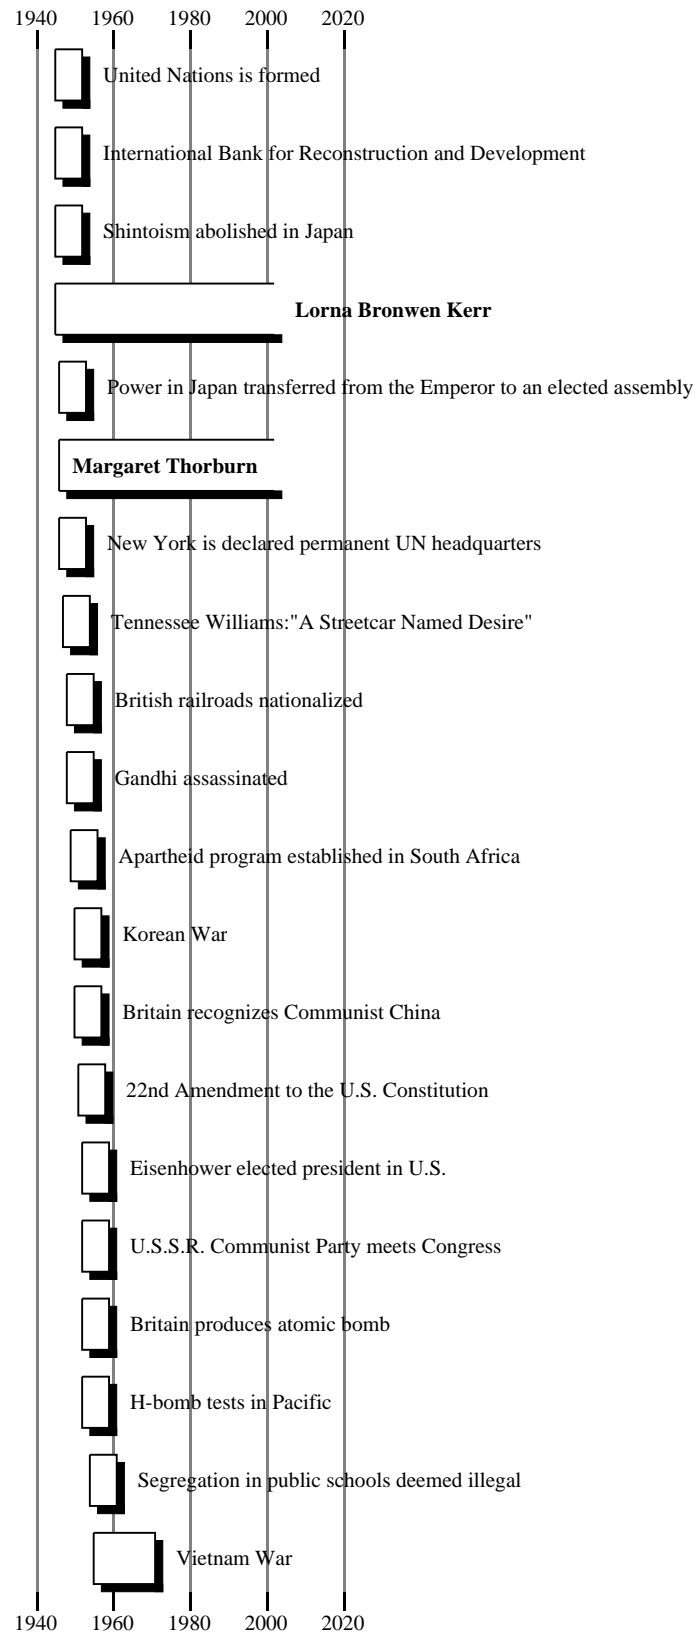 1940 1960 1980 2000 2020
United Nations is formed
International Bank for Reconstruction and Development
Shintoism abolished in Japan
Lorna Bronwen Kerr
Power in Japan transferred from the Emperor to an elected assembly
Margaret Thorburn
New York is declared permanent UN headquarters
Tennessee Williams:"A Streetcar Named Desire"
British railroads nationalized
Gandhi assassinated
Apartheid program established in South Africa
Korean War
Britain recognizes Communist China
22nd Amendment to the U.S. Constitution
Eisenhower elected president in U.S.
U.S.S.R. Communist Party meets Congress
Britain produces atomic bomb
H-bomb tests in Pacific
Segregation in public schools deemed illegal
Vietnam War
1940 1960 1980 2000 2020